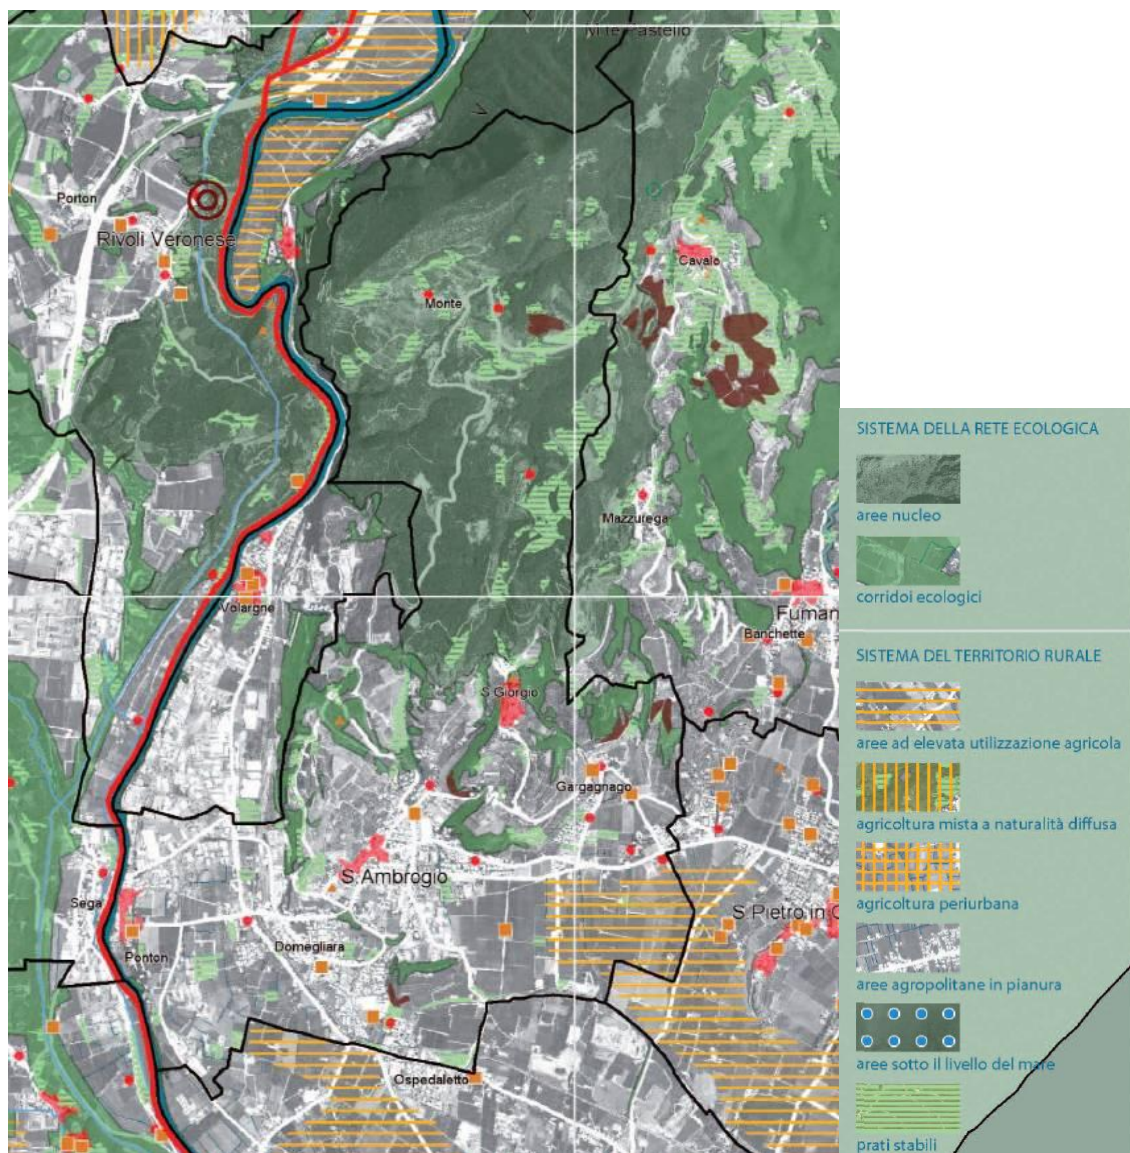 M.te Pastello
Porton
Rivoli Veronese
Cavalo
Monte
Mazzurega
Volargne
Fuman
Banchette
S.Giorgio
Gargagnago
S.Ambrogio
Sega
S.Pietro in C
Ponton
Domegliara
Ospedaletto
SISTEMA DELLA RETE ECOLOGICA
aree nucleo
corridoi ecologici
SISTEMA DEL TERRITORIO RURALE
aree ad elevata utilizzazione agricola
agricoltura mista a naturalità diffusa
agricoltura periurbana
aree agropolitane in pianura
aree sotto il livello del mare
prati stabili